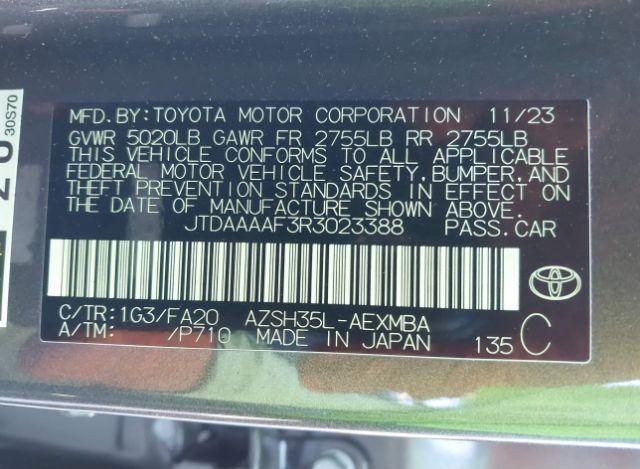 MFD.BY:TOYOTA MOTOR CORPORATION 11/23
GVWR 5020LB GAWR FR 2755LB RR 2755LB
THIS VEHICLE CONFORMS TO ALL APPLICABLE
FEDERAL MOTOR VEHICLE SAFETY,BUMPER,AND
THEFT PREVENTION STANDARDS IN EFFECT ON
THE DATE OF MANUFACTURE SHOWN ABOVE.
JTDAAAAF3R3023388 PASS.CAR
C/TR:1G3/FA20 AZSH35L-AEXMBA
A/TM: /P710 MADE IN JAPAN 135 C
30S70